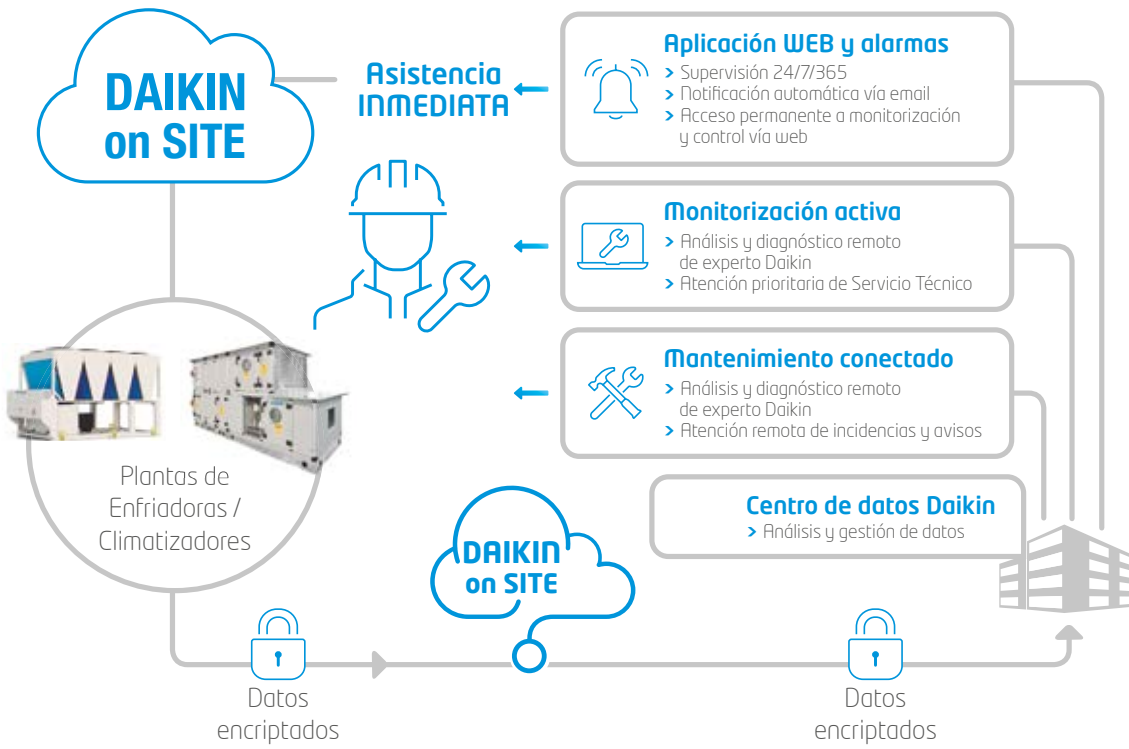 DAIKIN
on SITE
Asistencia
INMEDIATA
Aplicación WEB y alarmas
> Supervisión 24/7/365
> Notificación automática vía email
> Acceso permanente a monitorización
y control vía web
Monitorización activa
> Análisis y diagnóstico remoto
de experto Daikin
> Atención prioritaria de Servicio Técnico
Mantenimiento conectado
> Análisis y diagnóstico remoto
de experto Daikin
> Atención remota de incidencias y avisos
Plantas de
Enfriadoras /
Climatizadores
Centro de datos Daikin
> Análisis y gestión de datos
DAIKIN
on SITE
Datos
encriptados
Datos
encriptados